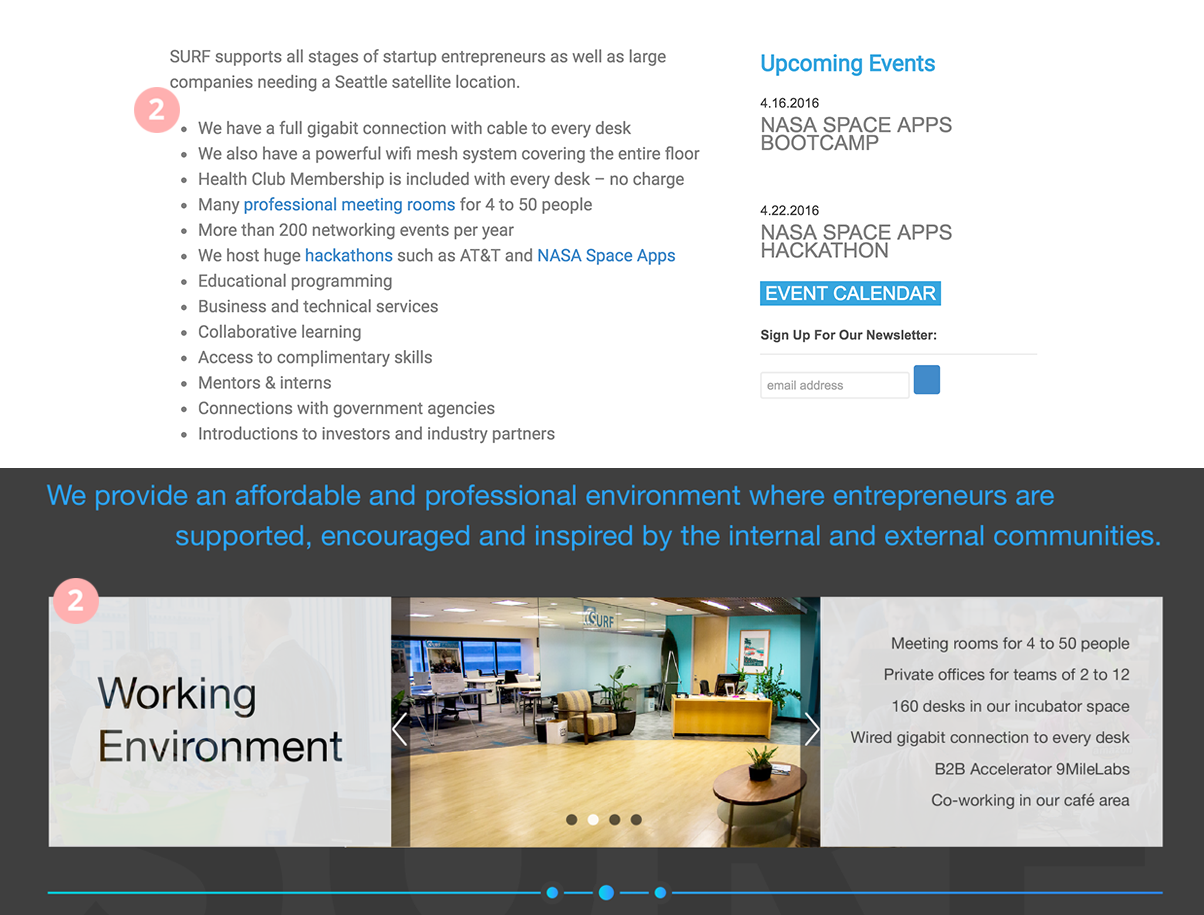 SURF supports all stages of startup entrepreneurs as well as large
companies needing a Seattle satellite location.
2
We have a full gigabit connection with cable to every desk
We also have a powerful wifi mesh system covering the entire floor
Health Club Membership is included with every desk – no charge
Many professional meeting rooms for 4 to 50 people
More than 200 networking events per year
We host huge hackathons such as AT&T and NASA Space Apps
Educational programming
Business and technical services
Collaborative learning
Access to complimentary skills
Mentors & interns
Connections with government agencies
Introductions to investors and industry partners
Upcoming Events
4.16.2016
NASA SPACE APPS
BOOTCAMP
4.22.2016
NASA SPACE APPS
HACKATHON
EVENT CALENDAR
Sign Up For Our Newsletter:
email address
We provide an affordable and professional environment where entrepreneurs are
supported, encouraged and inspired by the internal and external communities.
2
Working
Environment
SURF
Meeting rooms for 4 to 50 people
Private offices for teams of 2 to 12
160 desks in our incubator space
Wired gigabit connection to every desk
B2B Accelerator 9MileLabs
Co-working in our café area
SURF